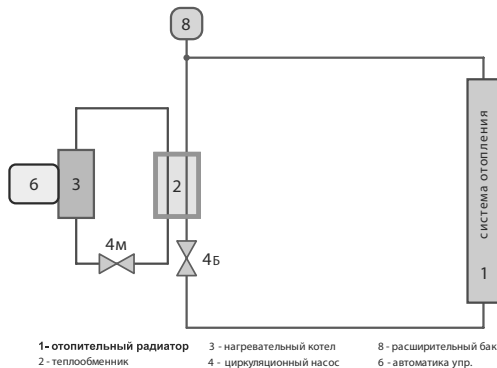 8
система отопления
6
3
2
4м
4Б
1
1- отопительный радиатор
3 - нагревательный котел
8 - расширительный бак
2 - теплообменник
4 - циркуляционный насос
6 - автоматика упр.